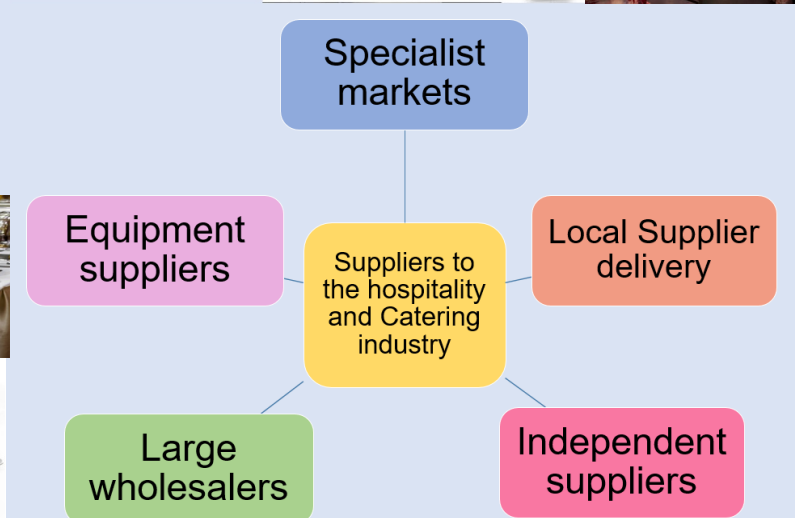 Specialist
markets
Equipment
suppliers
Suppliers to
the hospitality
and Catering
industry
Local Supplier
delivery
Large
wholesalers
Independent
suppliers